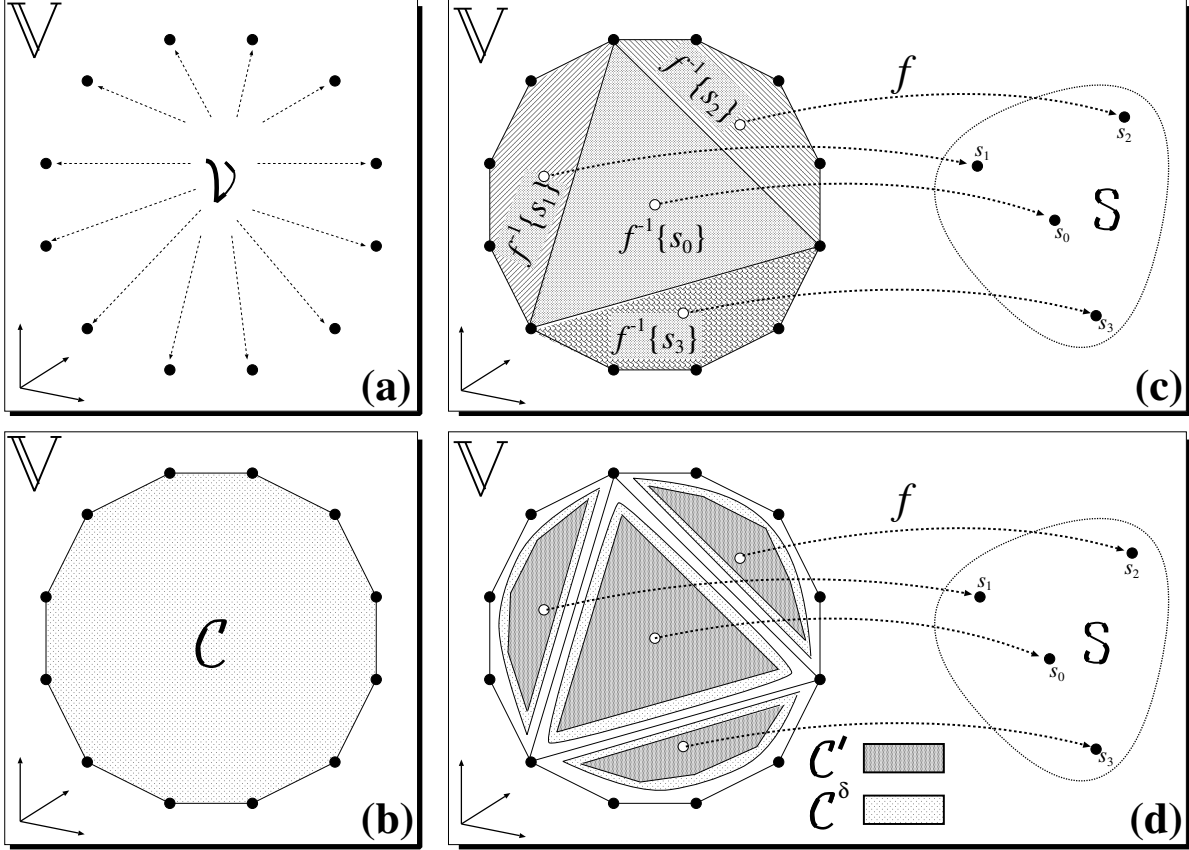 𝕍
𝒱
(a)
𝕍
f
f⁻¹{s₂}
s₂
s₁
f⁻¹{s₁}
S
f⁻¹{s₀}
s₀
s₃
f⁻¹{s₃}
(c)
𝕍
𝒞
(b)
𝕍
f
s₂
s₁
S
s₀
𝒞′
s₃
𝒞^δ
(d)